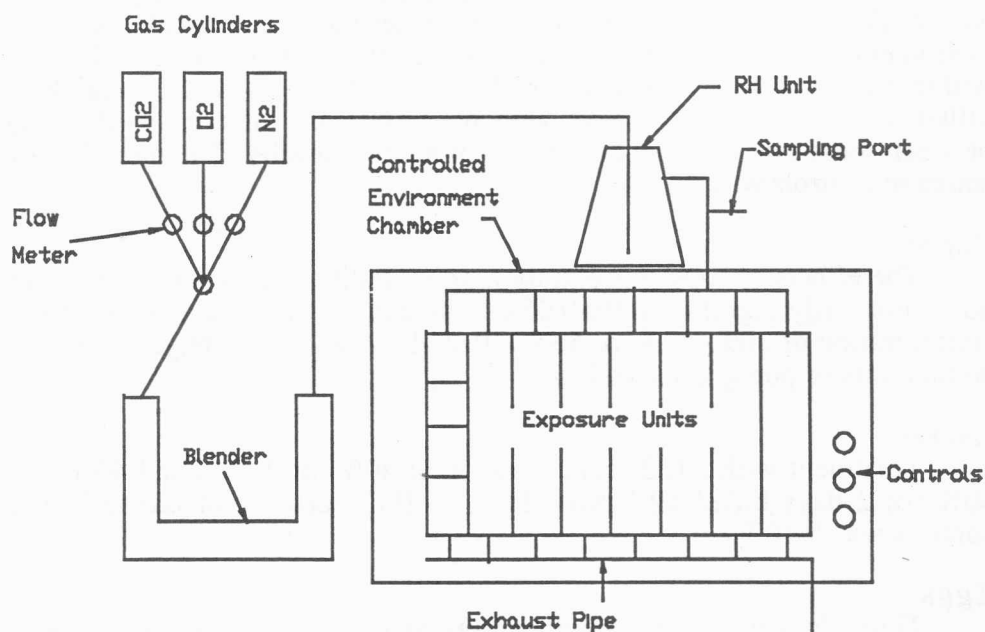 Gas Cylinders
CO2
O2
N2
Flow
Meter
Blender
RH Unit
Sampling Port
Controlled
Environment
Chamber
Exposure Units
Controls
Exhaust Pipe